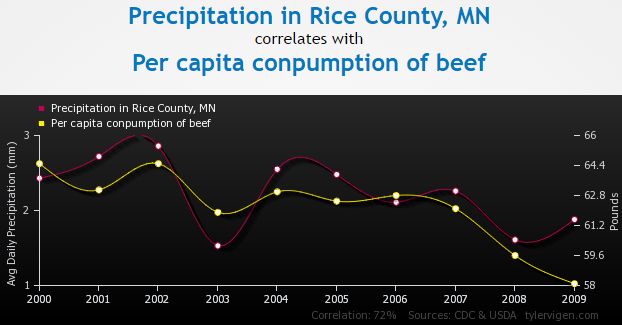 Precipitation in Rice County, MN
correlates with
Per capita conpumption of beef
Precipitation in Rice County, MN
Per capita conpumption of beef
Avg Daily Precipitation (mm)
3
2
1
66
64.4
62.8
61.2
59.6
58
Pounds
2000 2001 2002 2003 2004 2005 2006 2007 2008 2009
Correlation: 72% Sources: CDC & USDA tylervigen.com